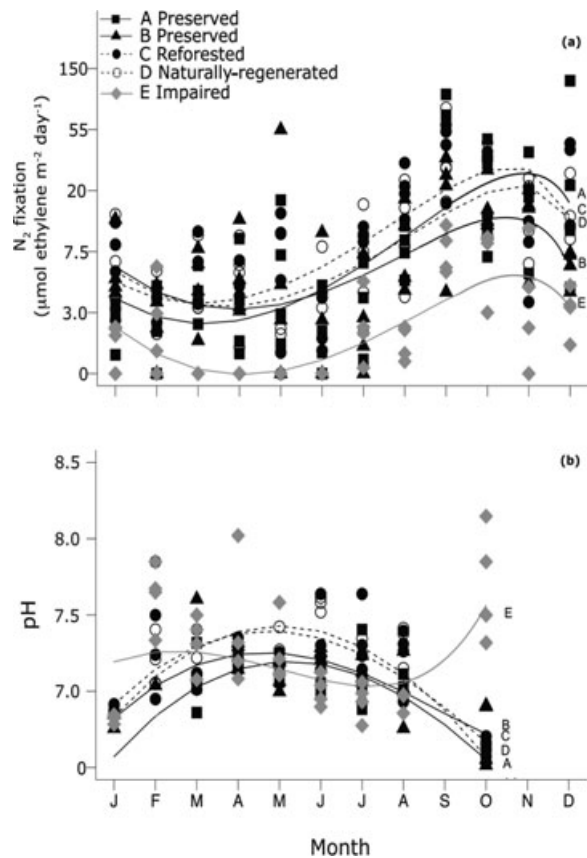 A Preserved
B Preserved
C Reforested
D Naturally-regenerated
E Impaired
(a)
N2 fixation
(μmol ethylene m-2 day-1)
150
55
20
7.5
3.0
0
A
C
D
B
E
(b)
pH
8.5
8.0
7.5
7.0
0
E
B
C
D
A
J F M A M J J A S O N D
Month